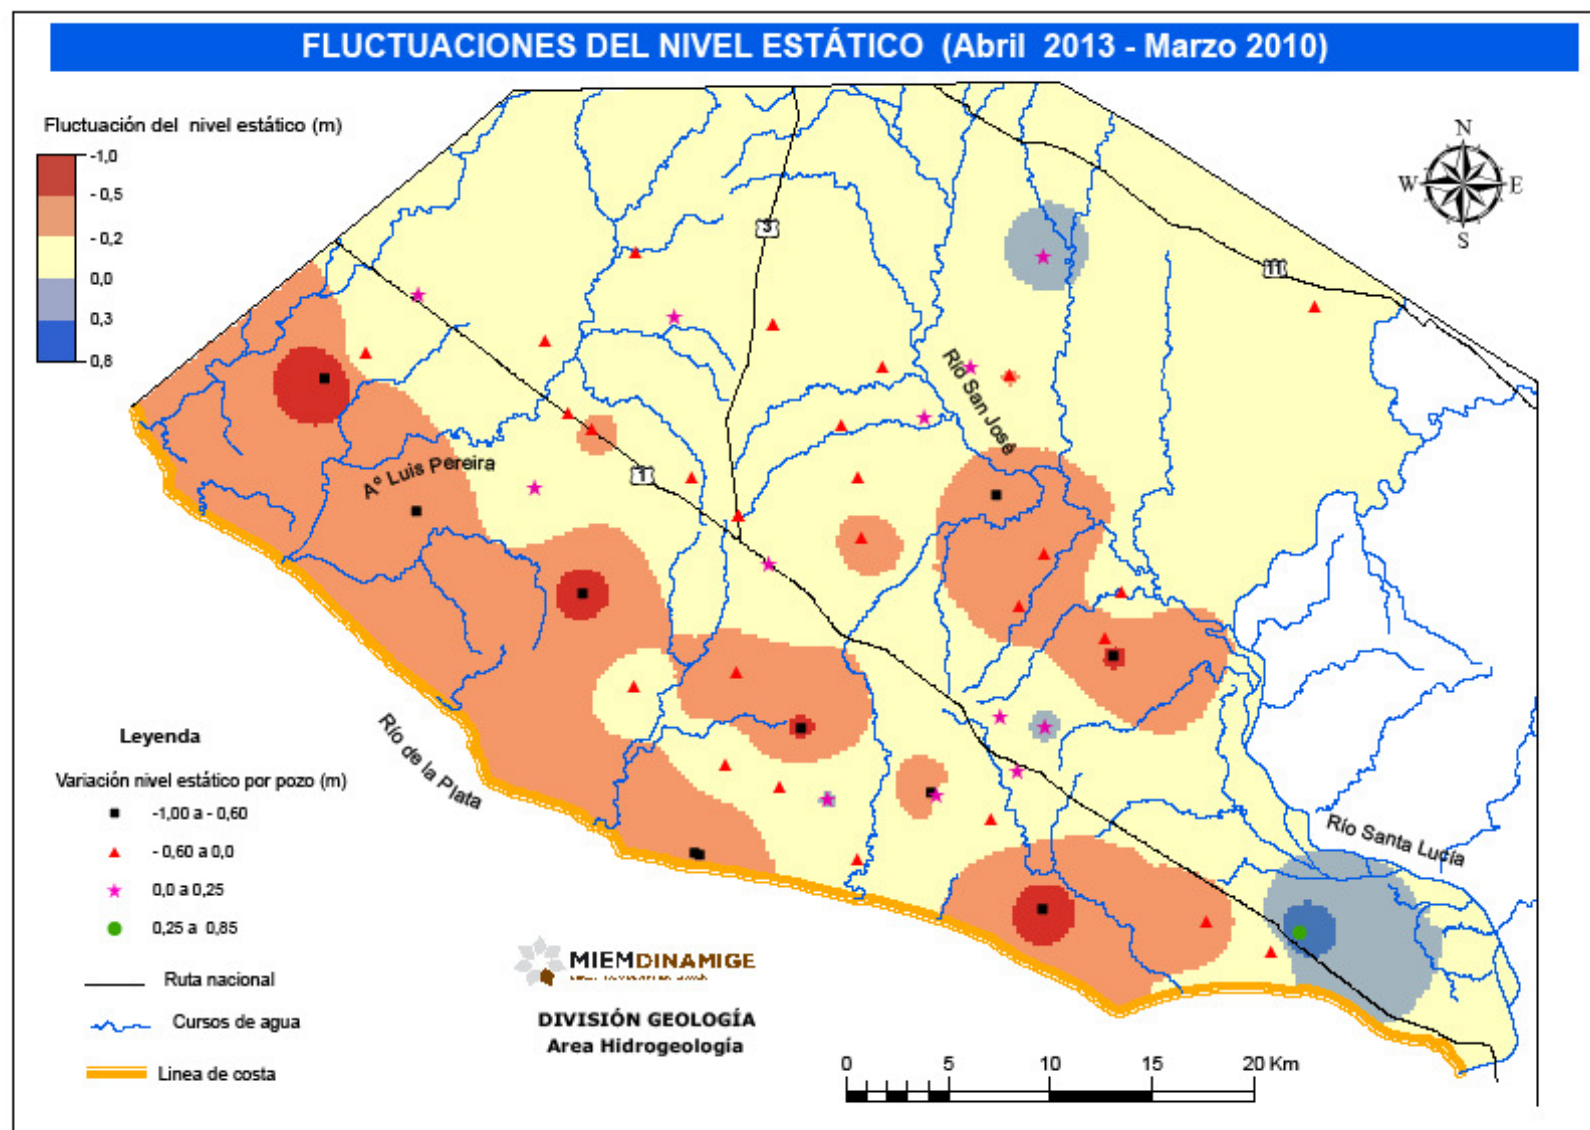 FLUCTUACIONES DEL NIVEL ESTÁTICO (Abril 2013 - Marzo 2010)
Fluctuación del nivel estático (m)
-1,0
- 0,5
- 0,2
0,0
0,3
0,8
N
W
E
S
3
11
1
Río San José
Aº Luis Pereira
Río de la Plata
Río Santa Lucía
Leyenda
Variación nivel estático por pozo (m)
-1,00 a - 0,60
- 0,60 a 0,0
0,0 a 0,25
0,25 a 0,85
Ruta nacional
Cursos de agua
Linea de costa
MIEMDINAMIGE
DIVISIÓN GEOLOGÍA
Area Hidrogeología
0 5 10 15 20 Km